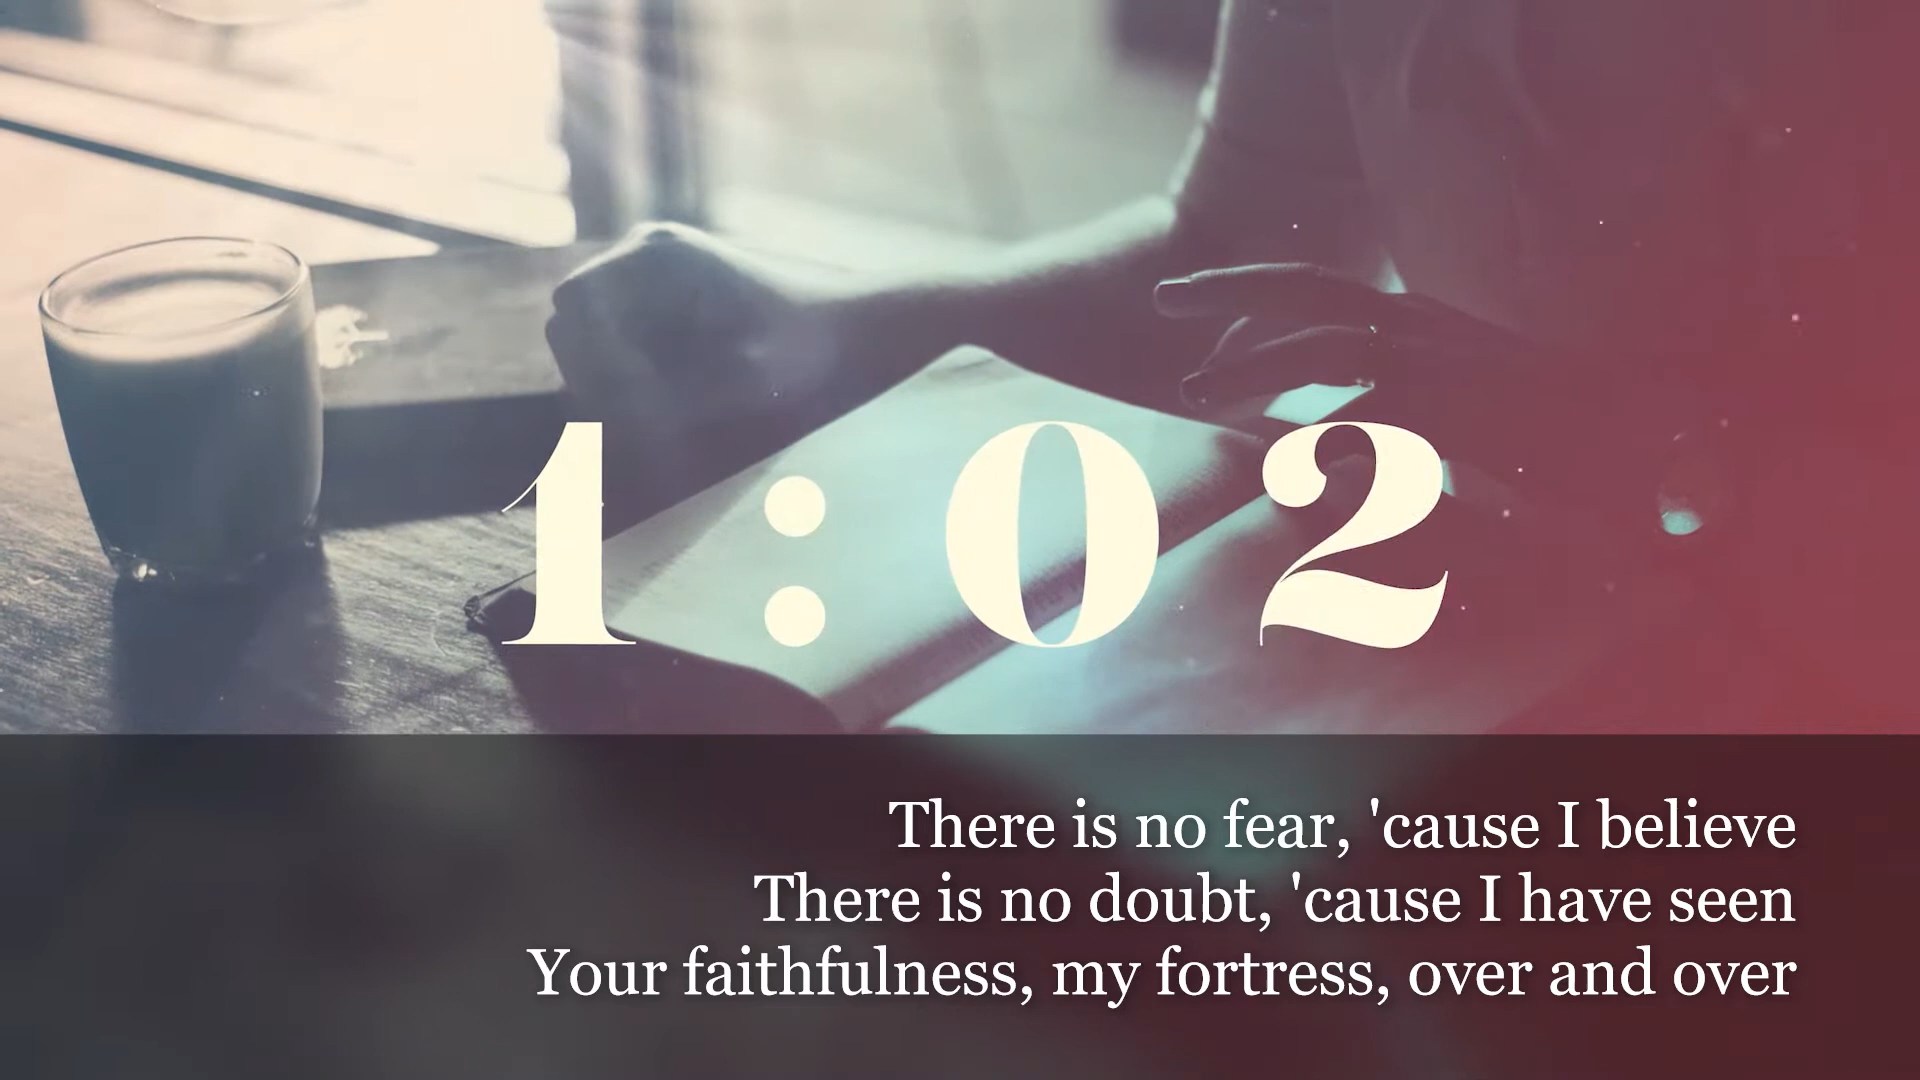 1:02
There is no fear, 'cause I believe
There is no doubt, 'cause I have seen
Your faithfulness, my fortress, over and over